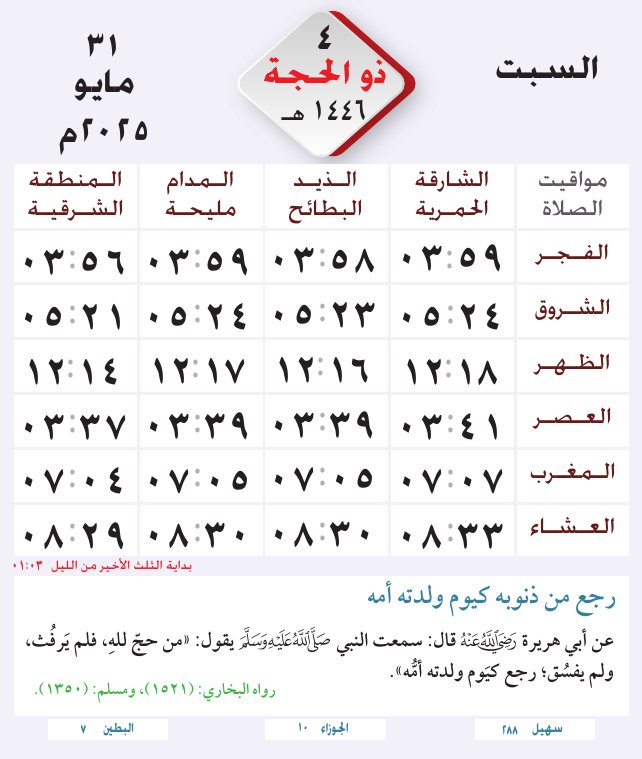 السبت
٤
ذو الحجة
١٤٤٦ هـ
٣١
مايو
٢٠٢٥م
مواقيت الصلاة | الشارقة الحمرية | الـذيـد البطائح | الـمدام مليحة | الـمنطقة الشرقية
الفجر ٠٣:٥٩ ٠٣:٥٨ ٠٣:٥٩ ٠٣:٥٦
الشروق ٠٥:٢٤ ٠٥:٢٣ ٠٥:٢٤ ٠٥:٢١
الظهر ١٢:١٨ ١٢:١٦ ١٢:١٧ ١٢:١٤
العصر ٠٣:٤١ ٠٣:٣٩ ٠٣:٣٩ ٠٣:٣٧
المغرب ٠٧:٠٧ ٠٧:٠٥ ٠٧:٠٥ ٠٧:٠٤
العشاء ٠٨:٣٣ ٠٨:٣٠ ٠٨:٣٠ ٠٨:٢٩
بداية الثلث الأخير من الليل ٠١:٠٣
رجع من ذنوبه كيوم ولدته أمه
عن أبي هريرة رَضِيَ اللَّهُ عَنْهُ قال: سمعت النبي صَلَّى اللَّهُ عَلَيْهِ وَسَلَّمَ يقول: «من حجّ للهِ، فلم يَرفُث،
ولم يفسُق؛ رجع كيَوم ولدته أمُّه».
رواه البخاري: (١٥٢١)، ومسلم: (١٣٥٠).
سهيل ٢٨٨ الجوزاء ١٠ البطين ٧